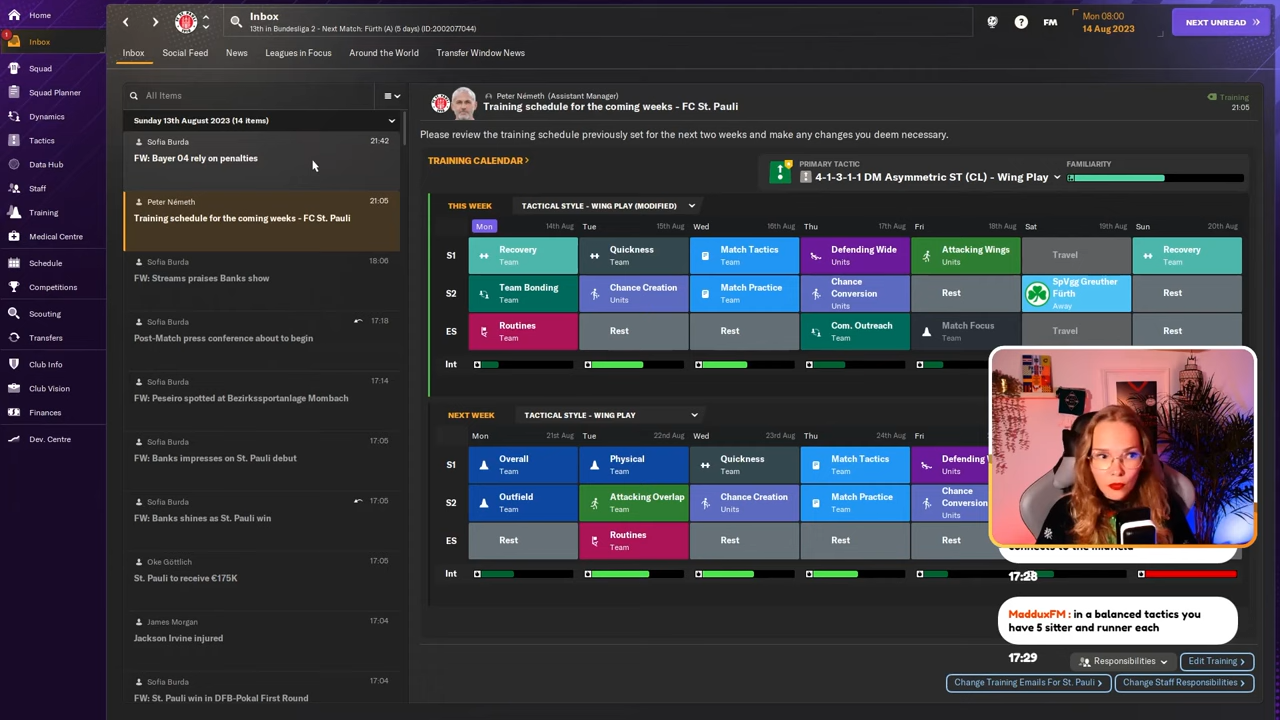 Home
1
Inbox
Squad
Squad Planner
Dynamics
Tactics
Data Hub
Staff
Training
Medical Centre
Schedule
Competitions
Scouting
Transfers
Club Info
Club Vision
Finances
Dev. Centre
Inbox
13th in Bundesliga 2 - Next Match: Fürth (A) (5 days) (ID:2002077044)
FM
Mon 08:00
14 Aug 2023
NEXT UNREAD
Inbox
Social Feed
News
Leagues in Focus
Around the World
Transfer Window News
All Items
Sunday 13th August 2023 (14 items)
Sofia Burda 21:42
FW: Bayer 04 rely on penalties
Peter Németh 21:05
Training schedule for the coming weeks - FC St. Pauli
Sofia Burda 18:06
FW: Streams praises Banks show
Sofia Burda 17:18
Post-Match press conference about to begin
Sofia Burda 17:14
FW: Peseiro spotted at Bezirkssportanlage Mombach
Sofia Burda 17:05
FW: Banks impresses on St. Pauli debut
Sofia Burda 17:05
FW: Banks shines as St. Pauli win
Oke Göttlich 17:05
St. Pauli to receive €175K
James Morgan 17:04
Jackson Irvine injured
Sofia Burda 17:04
FW: St. Pauli win in DFB-Pokal First Round
Peter Németh (Assistant Manager)
Training schedule for the coming weeks - FC St. Pauli
Training
21:05
Please review the training schedule previously set for the next two weeks and make any changes you deem necessary.
TRAINING CALENDAR
PRIMARY TACTIC
4-1-3-1-1 DM Asymmetric ST (CL) - Wing Play
FAMILIARITY
THIS WEEK
TACTICAL STYLE - WING PLAY (MODIFIED)
Mon 14th Aug Tue 15th Aug Wed 16th Aug Thu 17th Aug Fri 18th Aug Sat 19th Aug Sun 20th Aug
S1 Recovery Quickness Match Tactics Defending Wide Attacking Wings Travel Recovery
Team Team Team Units Units Team
S2 Team Bonding Chance Creation Match Practice Chance Conversion Rest SpVgg Greuther Fürth Rest
Team Units Team Units Away
ES Routines Rest Rest Com. Outreach Match Focus Travel Rest
Team Team Team
Int
NEXT WEEK
TACTICAL STYLE - WING PLAY
Mon 21st Aug Tue 22nd Aug Wed 23rd Aug Thu 24th Aug Fri
S1 Overall Physical Quickness Match Tactics Defending
Team Team Team Team Units
S2 Outfield Attacking Overlap Chance Creation Match Practice Chance Conversion
Team Team Units Team Units
ES Rest Routines Rest Rest Rest
Team
Int
connects to the midfield
17:28
MadduxFM : in a balanced tactics you
have 5 sitter and runner each
17:29
Responsibilities
Edit Training
Change Training Emails For St. Pauli
Change Staff Responsibilities